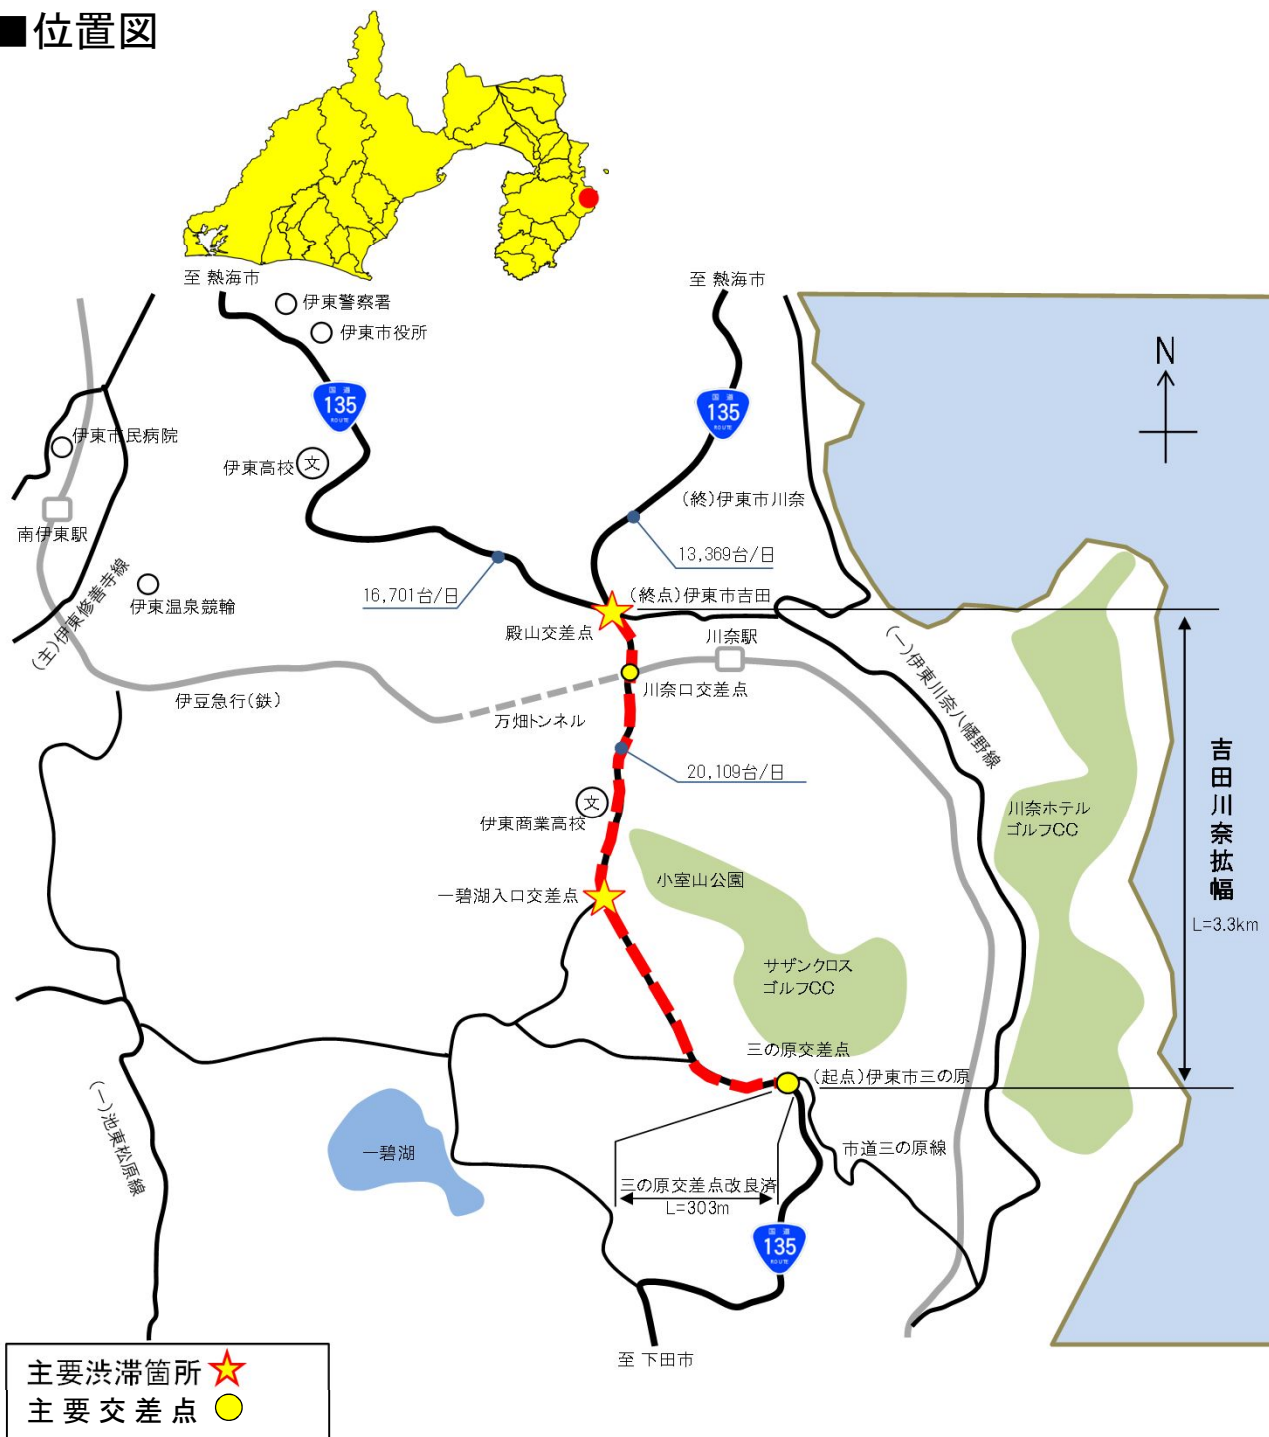 ■位置図
至 熱海市
至 熱海市
伊東警察署
伊東市役所
N
国道
135
ROUTE
国道
135
ROUTE
伊東市民病院
伊東高校
文
(終)伊東市川奈
南伊東駅
13,369台/日
16,701台/日
(主)伊東修善寺線
伊東温泉競輪
(終点)伊東市吉田
殿山交差点
川奈駅
(一)伊東川奈八幡野線
伊豆急行(鉄)
川奈口交差点
万畑トンネル
20,109台/日
吉田川奈拡幅
L=3.3km
文
伊東商業高校
川奈ホテル
ゴルフCC
小室山公園
一碧湖入口交差点
サザンクロス
ゴルフCC
三の原交差点
(起点)伊東市三の原
(一)池東松原線
一碧湖
市道三の原線
三の原交差点改良済
L=303m
国道
135
ROUTE
至 下田市
主要渋滞箇所
主要交差点